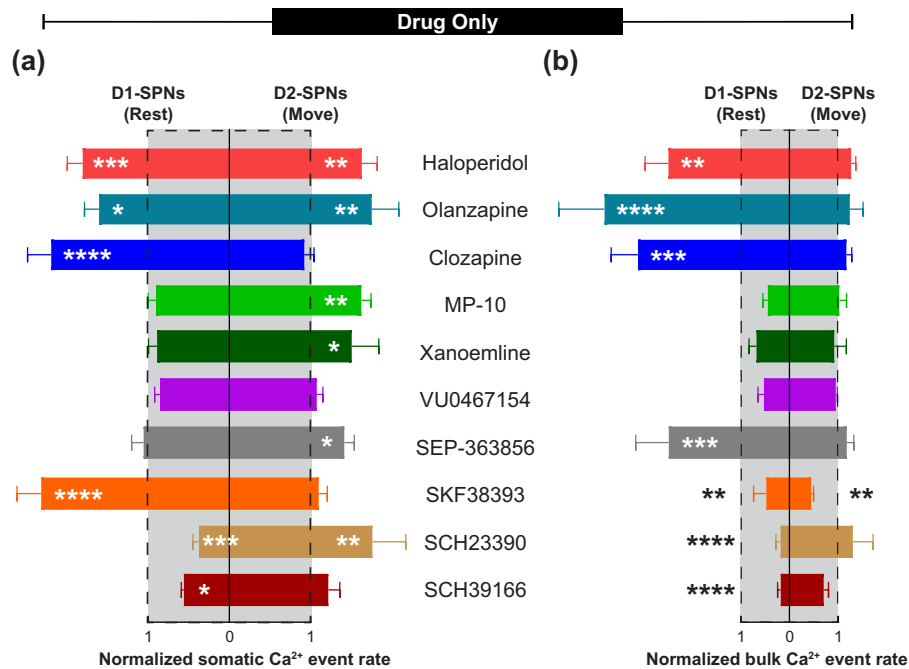 Drug Only
(a)
(b)
D1-SPNs
(Rest)
D2-SPNs
(Move)
D1-SPNs
(Rest)
D2-SPNs
(Move)
*** ** Haloperidol **
* ** Olanzapine ****
**** Clozapine ***
** MP-10
* Xanoemline
VU0467154
* SEP-363856 ***
**** SKF38393 ** **
*** ** SCH23390 ****
* SCH39166 ****
1 0 1 1 0 1
Normalized somatic Ca²⁺ event rate
Normalized bulk Ca²⁺ event rate